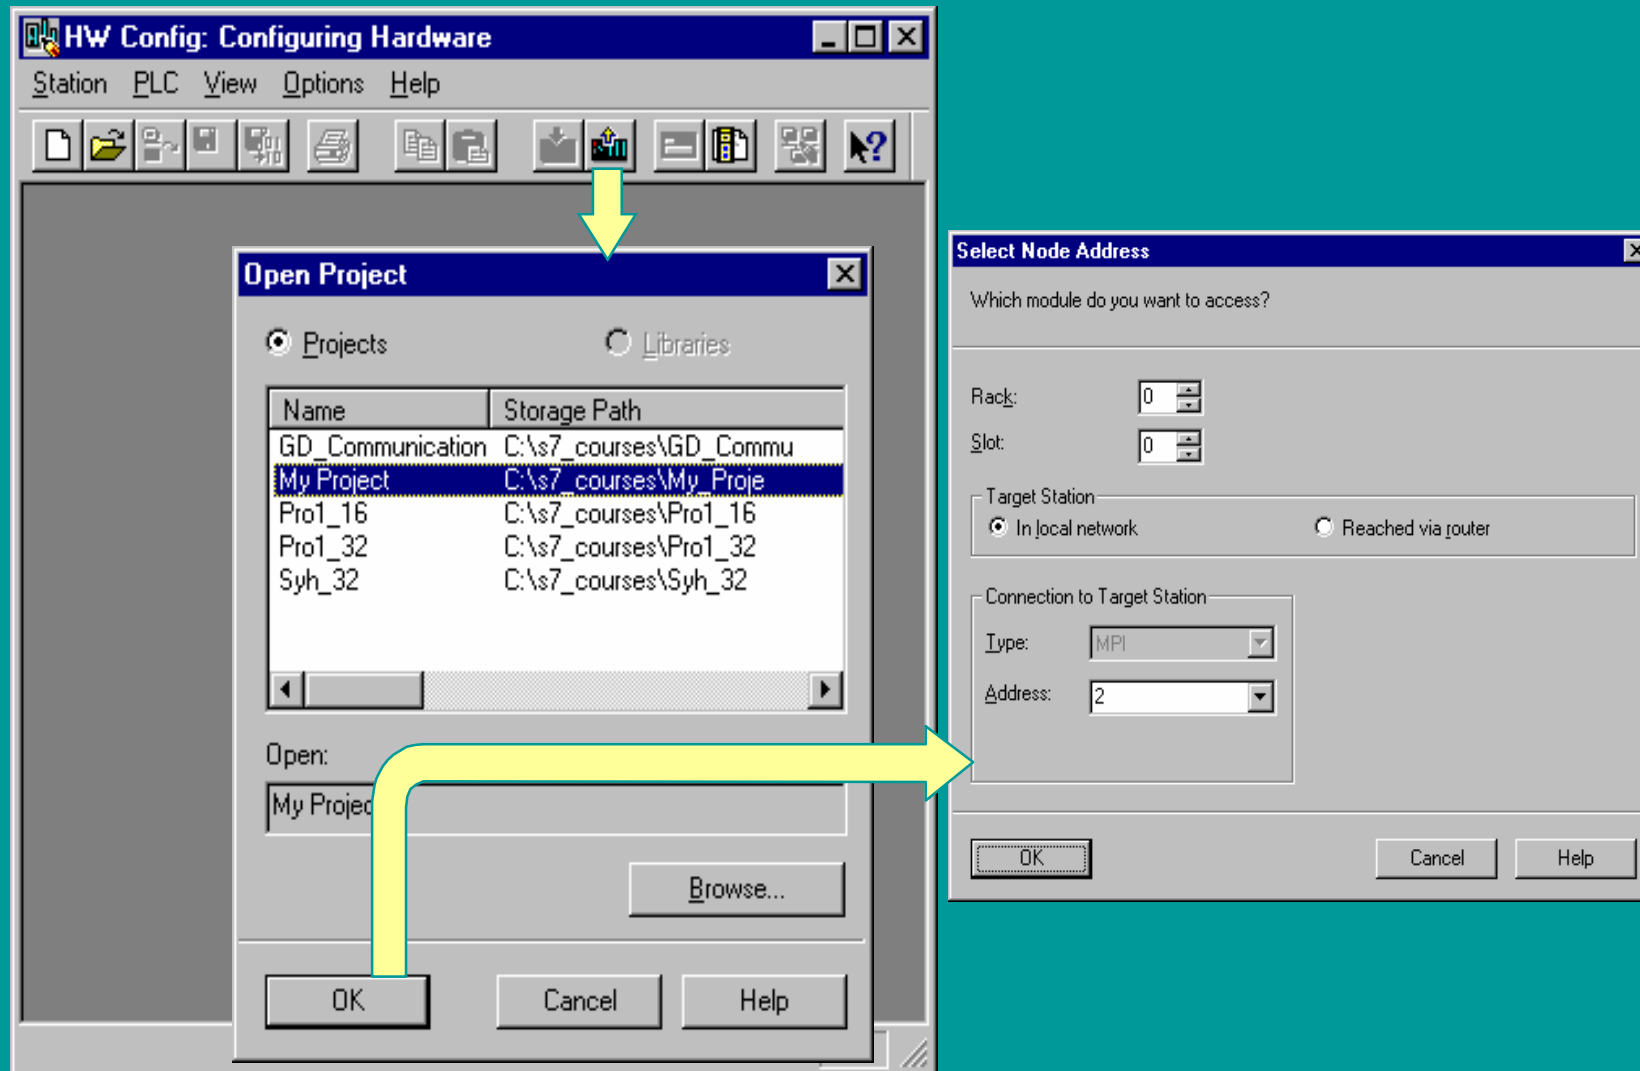 HW Config: Configuring Hardware
Station PLC View Options Help
Open Project
Projects Libraries
Name Storage Path
GD_Communication C:\s7_courses\GD_Commu
My Project C:\s7_courses\My_Proje
Pro1_16 C:\s7_courses\Pro1_16
Pro1_32 C:\s7_courses\Pro1_32
Syh_32 C:\s7_courses\Syh_32
Open:
My Projec
Browse...
OK Cancel Help
Select Node Address
Which module do you want to access?
Rack: 0
Slot: 0
Target Station
In local network Reached via router
Connection to Target Station
Type: MPI
Address: 2
OK Cancel Help